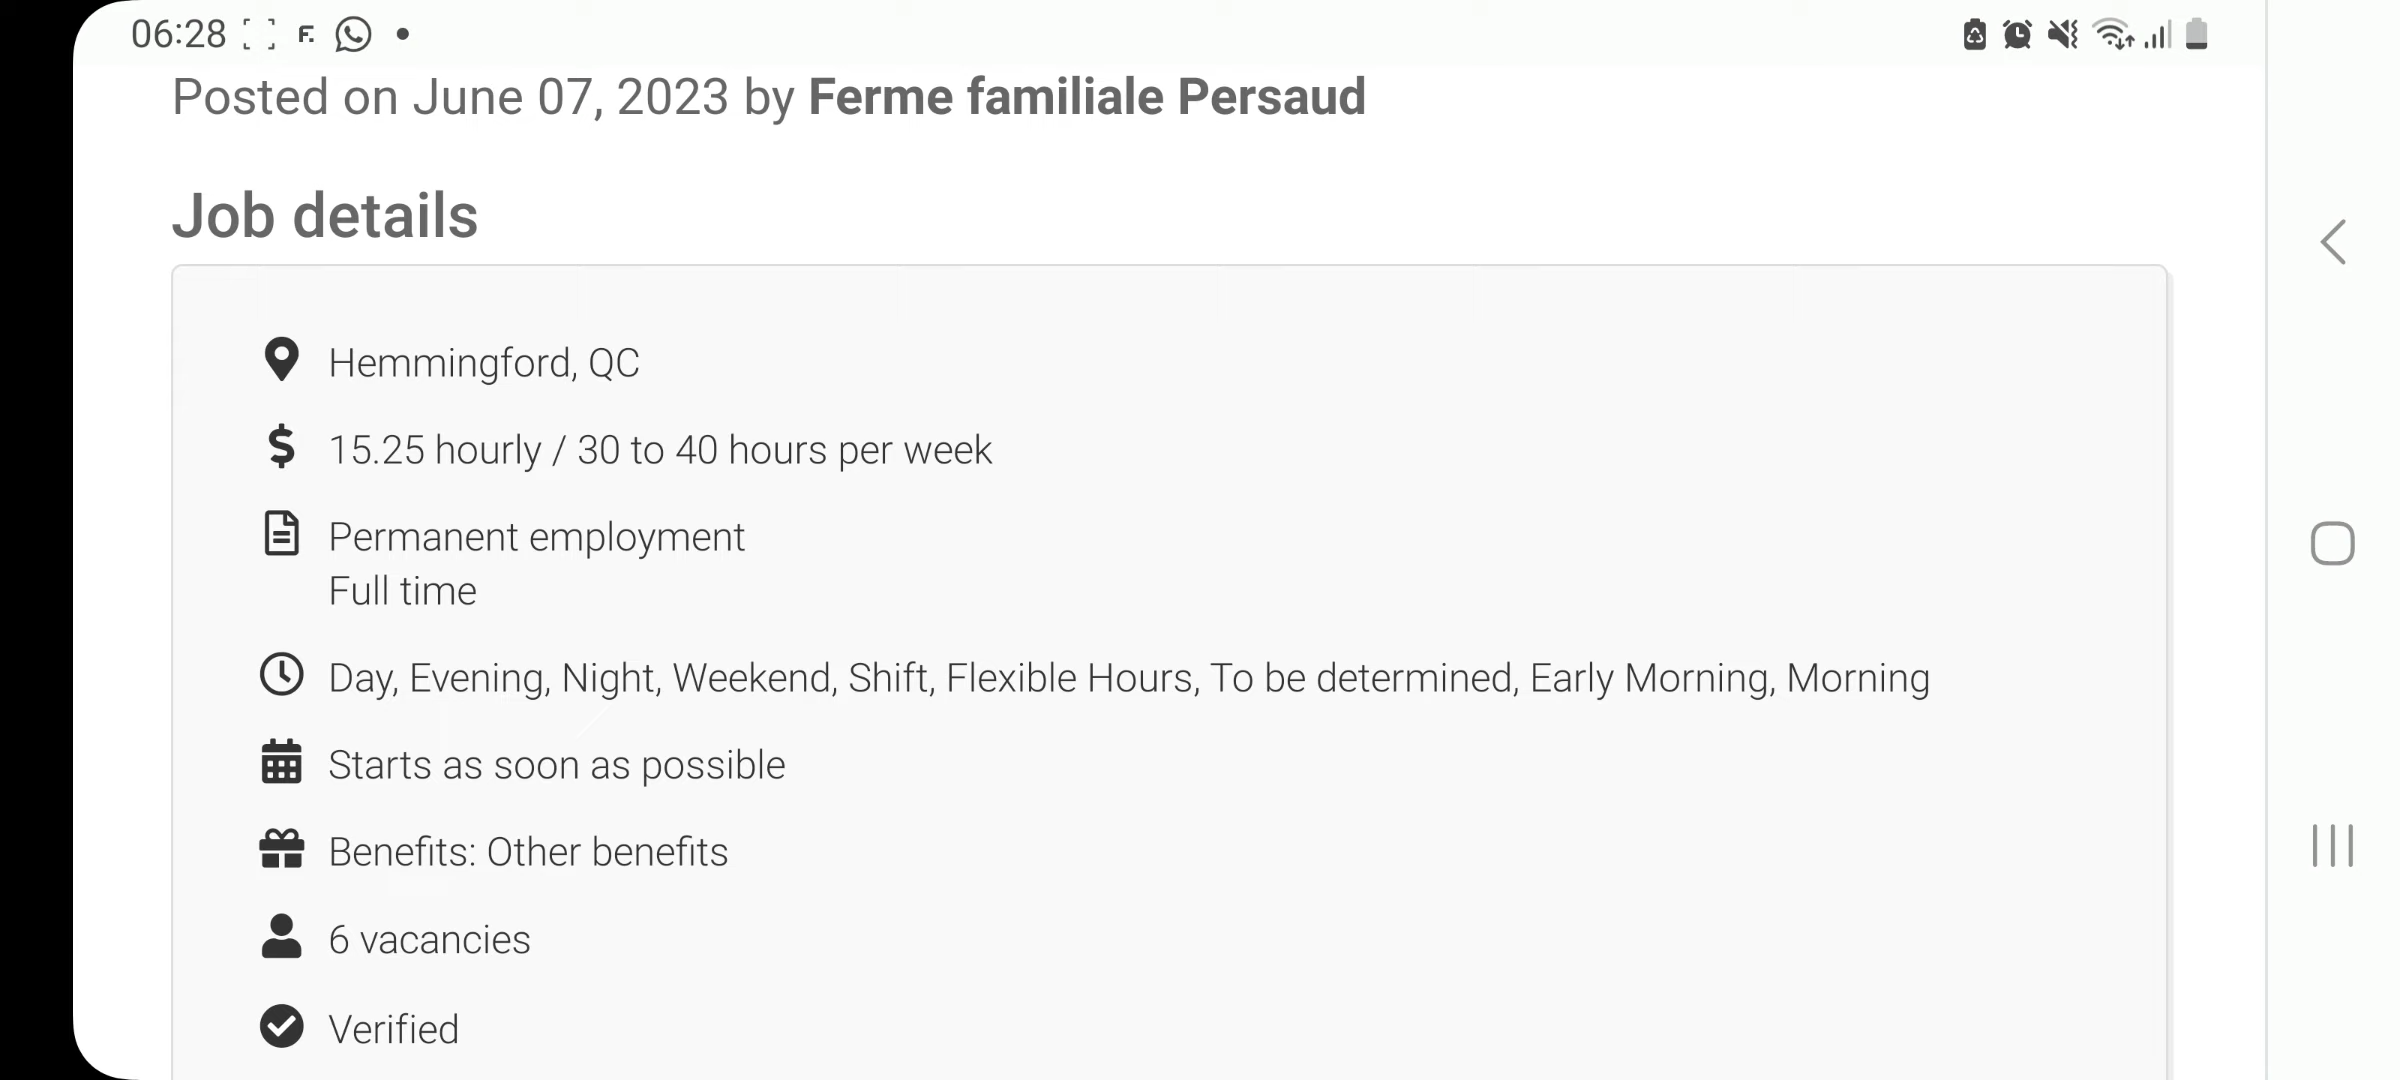 06:28 F.
Posted on June 07, 2023 by Ferme familiale Persaud
Job details
Hemmingford, QC
$ 15.25 hourly / 30 to 40 hours per week
Permanent employment
Full time
Day, Evening, Night, Weekend, Shift, Flexible Hours, To be determined, Early Morning, Morning
Starts as soon as possible
Benefits: Other benefits
6 vacancies
Verified